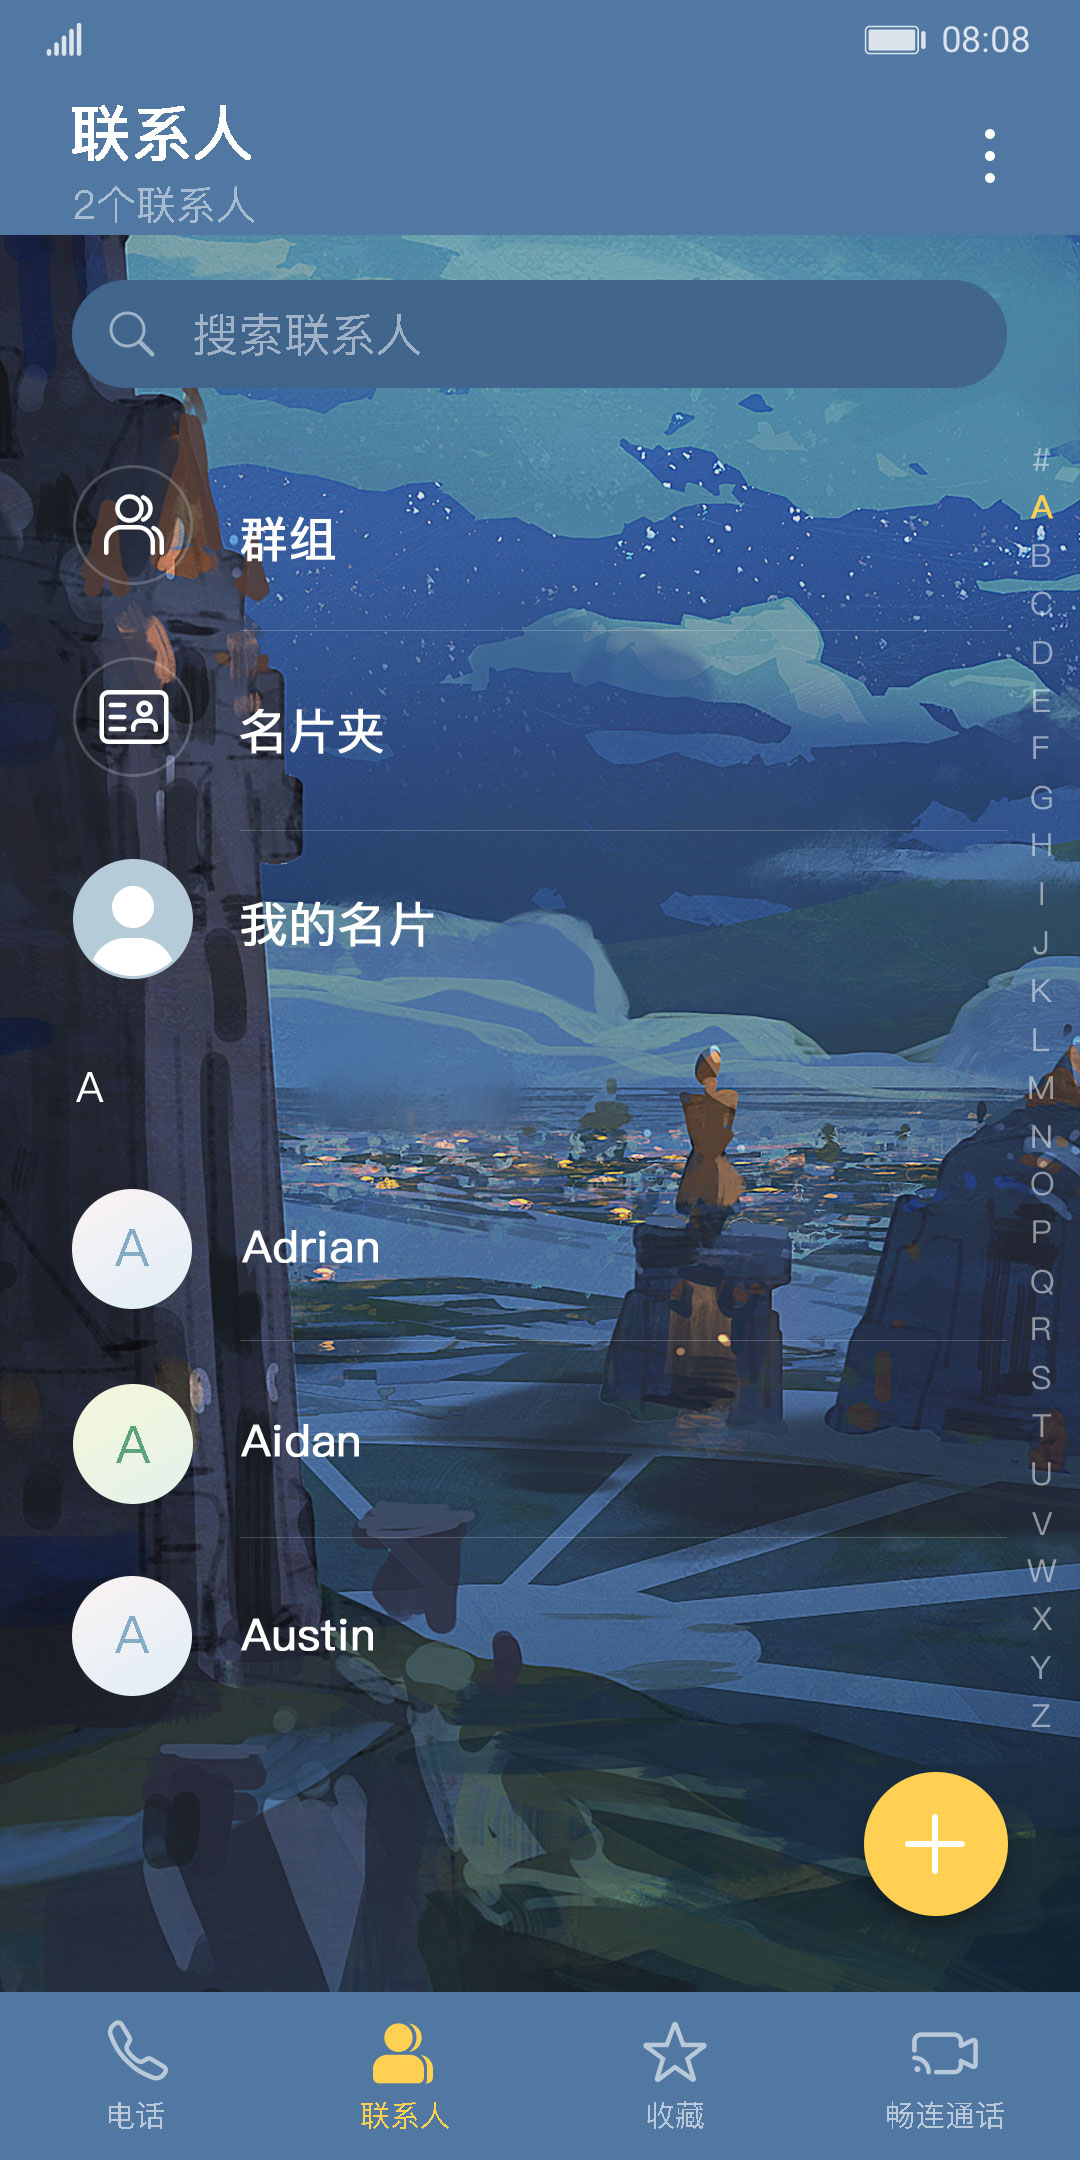 08:08
联系人
2个联系人
搜索联系人
群组
名片夹
我的名片
A
A
Adrian
A
Aidan
A
Austin
#
A
B
C
D
E
F
G
H
I
J
K
L
M
N
O
P
Q
R
S
T
U
V
W
X
Y
Z
电话
联系人
收藏
畅连通话